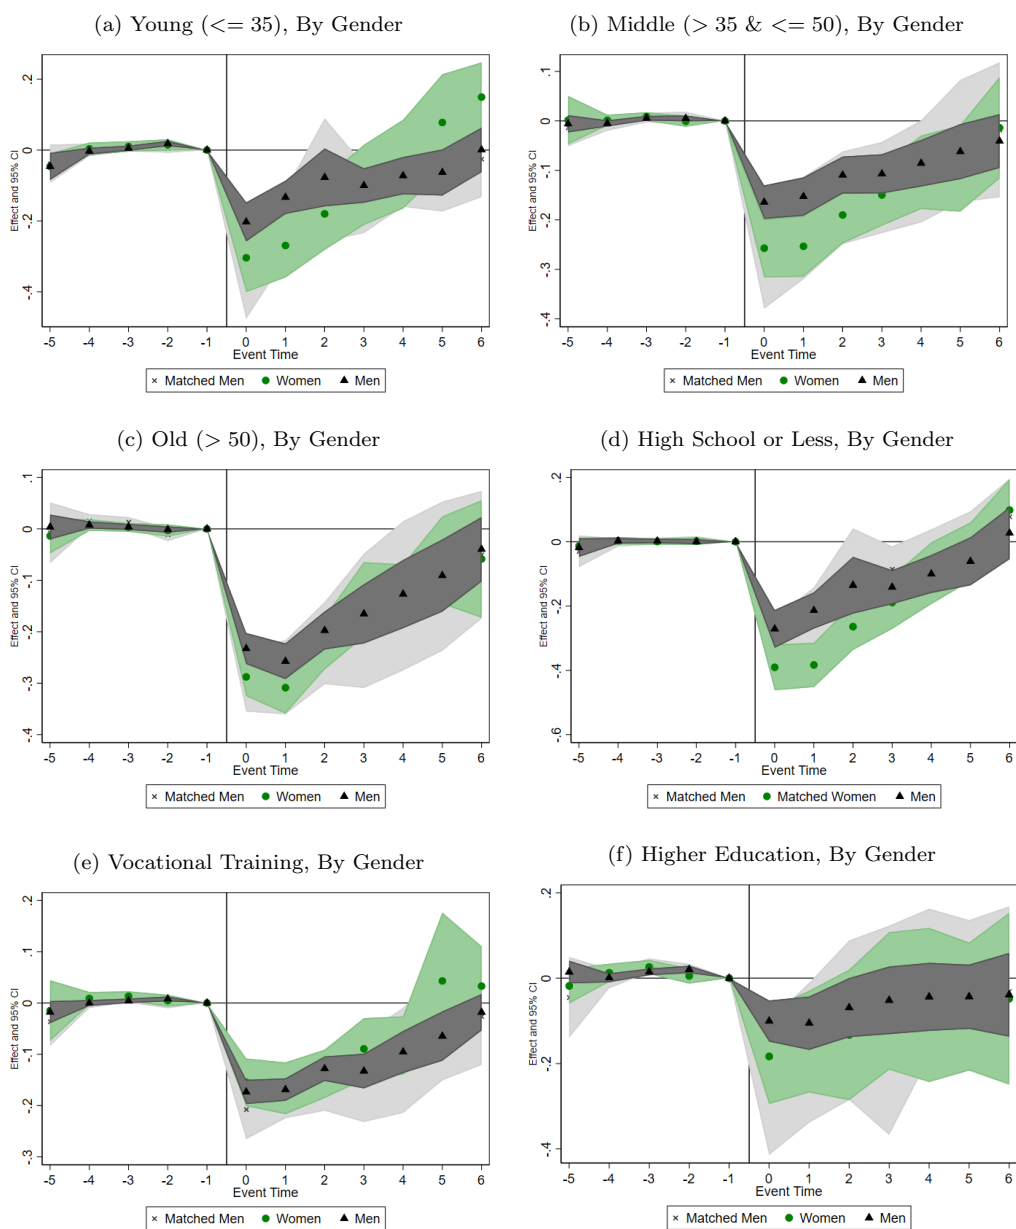 (a) Young (<= 35), By Gender
Effect and 95% CI
.2
0
-.2
-.4
-5 -4 -3 -2 -1 0 1 2 3 4 5 6
Event Time
× Matched Men ● Women ▲ Men
(b) Middle (> 35 & <= 50), By Gender
Effect and 95% CI
.1
0
-.1
-.2
-.3
-.4
-5 -4 -3 -2 -1 0 1 2 3 4 5 6
Event Time
× Matched Men ● Women ▲ Men
(c) Old (> 50), By Gender
Effect and 95% CI
.1
0
-.1
-.2
-.3
-.4
-5 -4 -3 -2 -1 0 1 2 3 4 5 6
Event Time
× Matched Men ● Women ▲ Men
(d) High School or Less, By Gender
Effect and 95% CI
.2
0
-.2
-.4
-.6
-5 -4 -3 -2 -1 0 1 2 3 4 5 6
Event Time
× Matched Men ● Matched Women ▲ Men
(e) Vocational Training, By Gender
Effect and 95% CI
.2
.1
0
-.1
-.2
-.3
-5 -4 -3 -2 -1 0 1 2 3 4 5 6
Event Time
× Matched Men ● Women ▲ Men
(f) Higher Education, By Gender
Effect and 95% CI
.2
0
-.2
-.4
-5 -4 -3 -2 -1 0 1 2 3 4 5 6
Event Time
× Matched Men ● Women ▲ Men